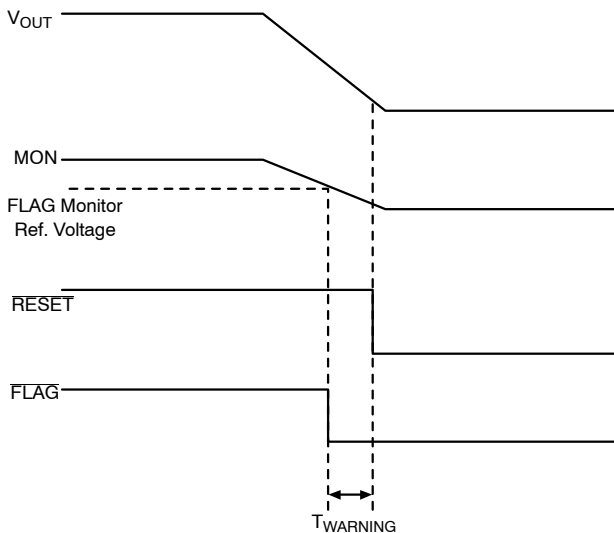 VOUT
MON
FLAG Monitor
Ref. Voltage
RESET
FLAG
TWARNING